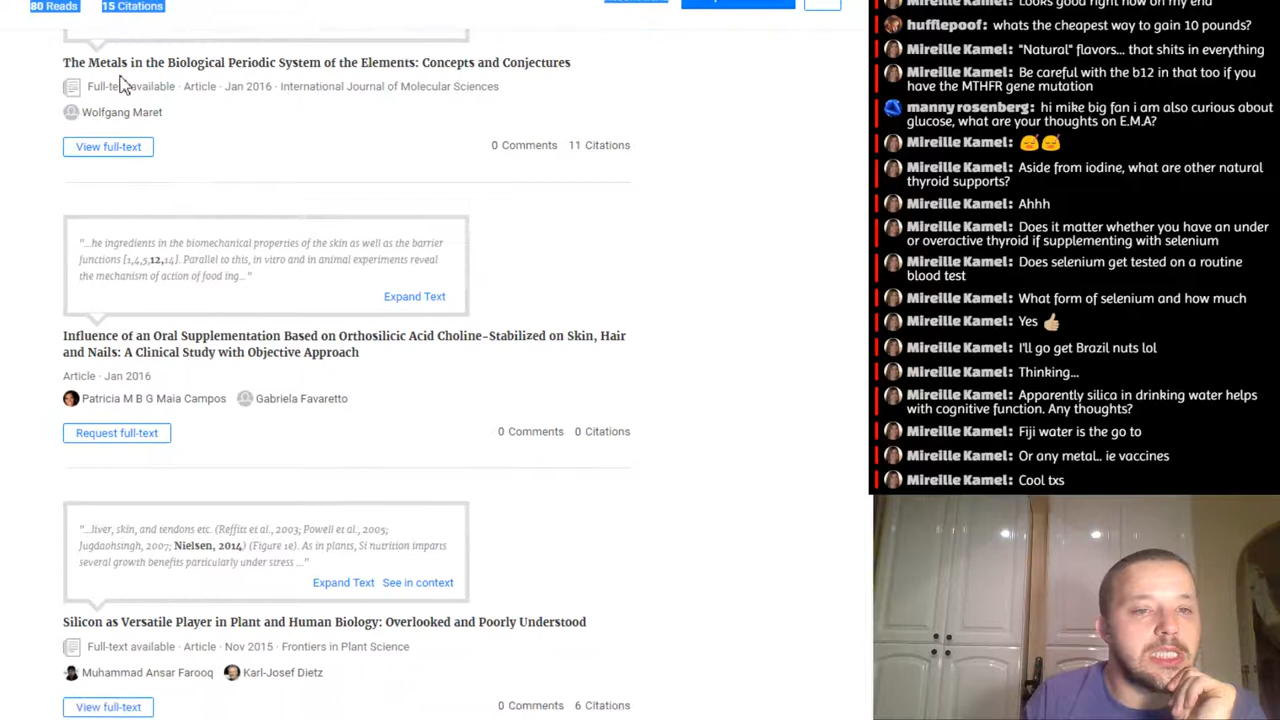 80 Reads 15 Citations
The Metals in the Biological Periodic System of the Elements: Concepts and Conjectures
Full-text available · Article · Jan 2016 · International Journal of Molecular Sciences
Wolfgang Maret
View full-text
0 Comments 11 Citations
"...he ingredients in the biomechanical properties of the skin as well as the barrier
functions [1,4,5,12,14]. Parallel to this, in vitro and in animal experiments reveal
the mechanism of action of food ing..."
Expand Text
Influence of an Oral Supplementation Based on Orthosilicic Acid Choline-Stabilized on Skin, Hair
and Nails: A Clinical Study with Objective Approach
Article · Jan 2016
Patricia M B G Maia Campos Gabriela Favaretto
Request full-text
0 Comments 0 Citations
"...liver, skin, and tendons etc. (Reffitt et al., 2003; Powell et al., 2005;
Jugdaohsingh, 2007; Nielsen, 2014) (Figure 1e). As in plants, Si nutrition imparts
several growth benefits particularly under stress ..."
Expand Text See in context
Silicon as Versatile Player in Plant and Human Biology: Overlooked and Poorly Understood
Full-text available · Article · Nov 2015 · Frontiers in Plant Science
Muhammad Ansar Farooq Karl-Josef Dietz
View full-text
0 Comments 6 Citations
Mireille Kamel: Looks good right now on my end
hufflepoof: whats the cheapest way to gain 10 pounds?
Mireille Kamel: "Natural" flavors... that shits in everything
Mireille Kamel: Be careful with the b12 in that too if you
have the MTHFR gene mutation
manny rosenberg: hi mike big fan i am also curious about
glucose, what are your thoughts on E.M.A?
Mireille Kamel:
Mireille Kamel: Aside from iodine, what are other natural
thyroid supports?
Mireille Kamel: Ahhh
Mireille Kamel: Does it matter whether you have an under
or overactive thyroid if supplementing with selenium
Mireille Kamel: Does selenium get tested on a routine
blood test
Mireille Kamel: What form of selenium and how much
Mireille Kamel: Yes 👍🏼
Mireille Kamel: I'll go get Brazil nuts lol
Mireille Kamel: Thinking...
Mireille Kamel: Apparently silica in drinking water helps
with cognitive function. Any thoughts?
Mireille Kamel: Fiji water is the go to
Mireille Kamel: Or any metal.. ie vaccines
Mireille Kamel: Cool txs